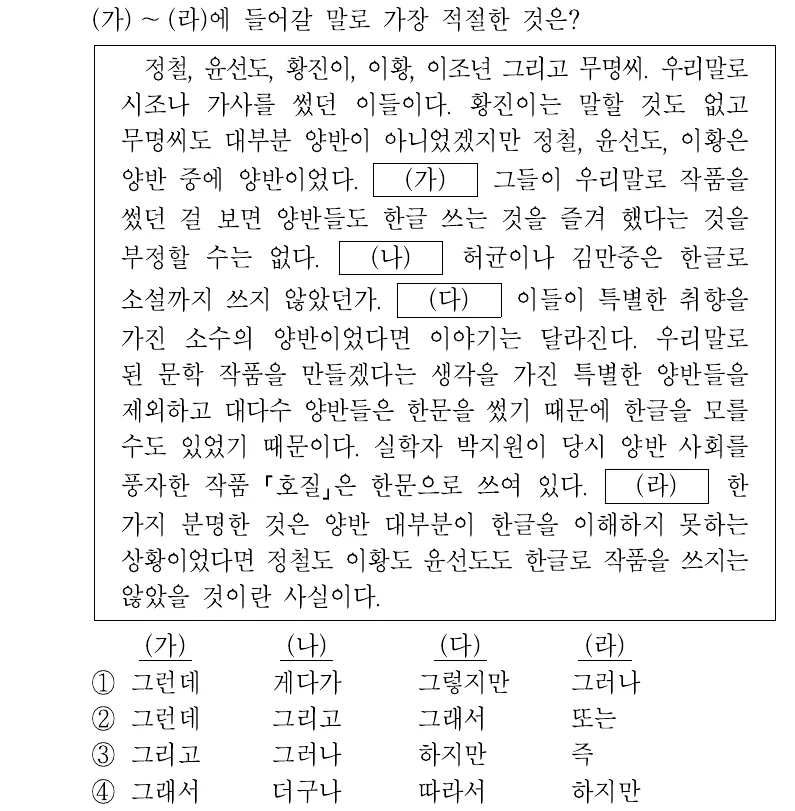 (가) ~ (라)에 들어갈 말로 가장 적절한 것은?
정철, 윤선도, 황진이, 이황, 이조년 그리고 무명씨. 우리말로
시조나 가사를 썼던 이들이다. 황진이는 말할 것도 없고
무명씨도 대부분 양반이 아니었겠지만 정철, 윤선도, 이황은
양반 중에 양반이었다. (가) 그들이 우리말로 작품을
썼던 걸 보면 양반들도 한글 쓰는 것을 즐겨 했다는 것을
부정할 수는 없다. (나) 허균이나 김만중은 한글로
소설까지 쓰지 않았던가. (다) 이들이 특별한 취향을
가진 소수의 양반이었다면 이야기는 달라진다. 우리말로
된 문학 작품을 만들겠다는 생각을 가진 특별한 양반들을
제외하고 대다수 양반들은 한문을 썼기 때문에 한글을 모를
수도 있었기 때문이다. 실학자 박지원이 당시 양반 사회를
풍자한 작품 「호질」은 한문으로 쓰여 있다. (라) 한
가지 분명한 것은 양반 대부분이 한글을 이해하지 못하는
상황이었다면 정철도 이황도 윤선도도 한글로 작품을 쓰지는
않았을 것이란 사실이다.
(가) (나) (다) (라)
① 그런데 게다가 그렇지만 그러나
② 그런데 그리고 그래서 또는
③ 그리고 그러나 하지만 즉
④ 그래서 더구나 따라서 하지만